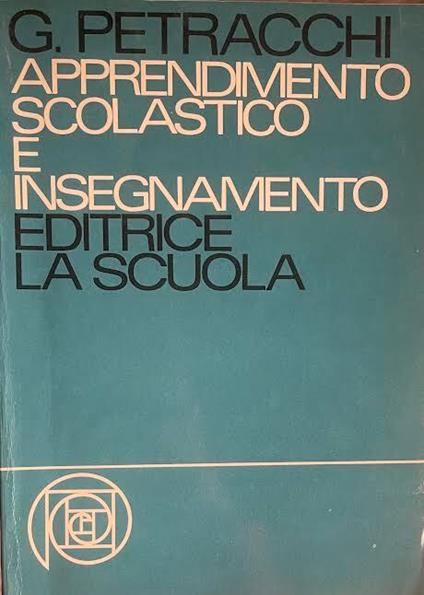 G. PETRACCHI
APPRENDIMENTO
SCOLASTICO
E
INSEGNAMENTO
EDITRICE
LA SCUOLA